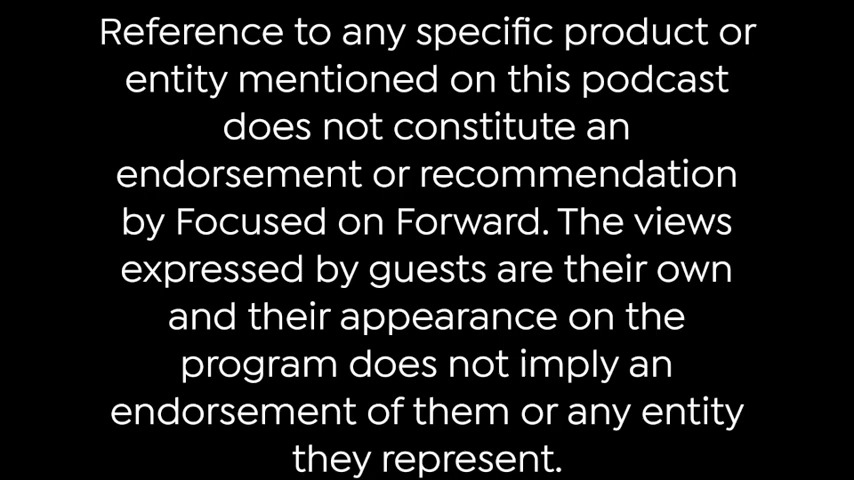 Reference to any specific product or
entity mentioned on this podcast
does not constitute an
endorsement or recommendation
by Focused on Forward. The views
expressed by guests are their own
and their appearance on the
program does not imply an
endorsement of them or any entity
they represent.